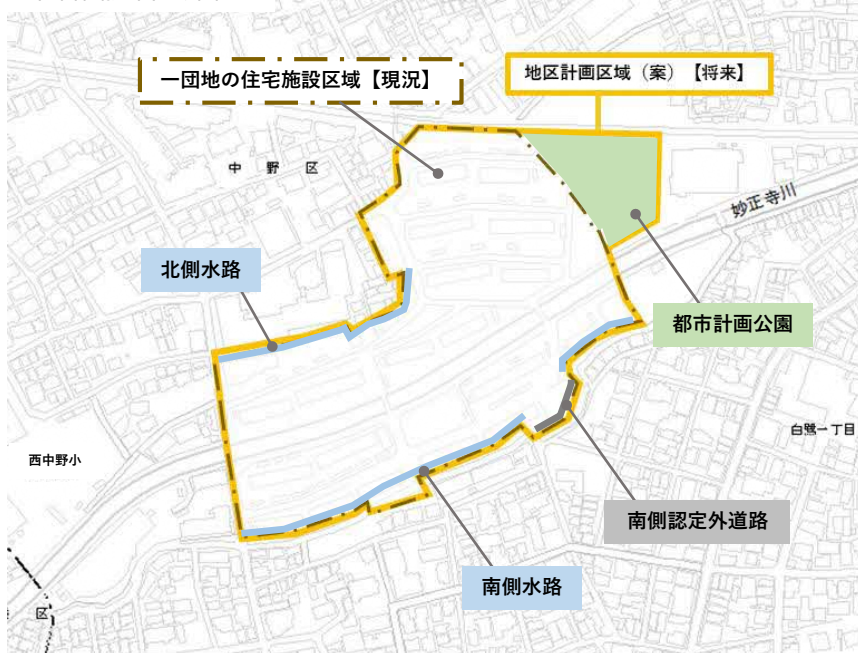 一団地の住宅施設区域【現況】
地区計画区域（案）【将来】
中野区
妙正寺川
北側水路
都市計画公園
白鷺一丁目
西中野小
南側認定外道路
南側水路
区